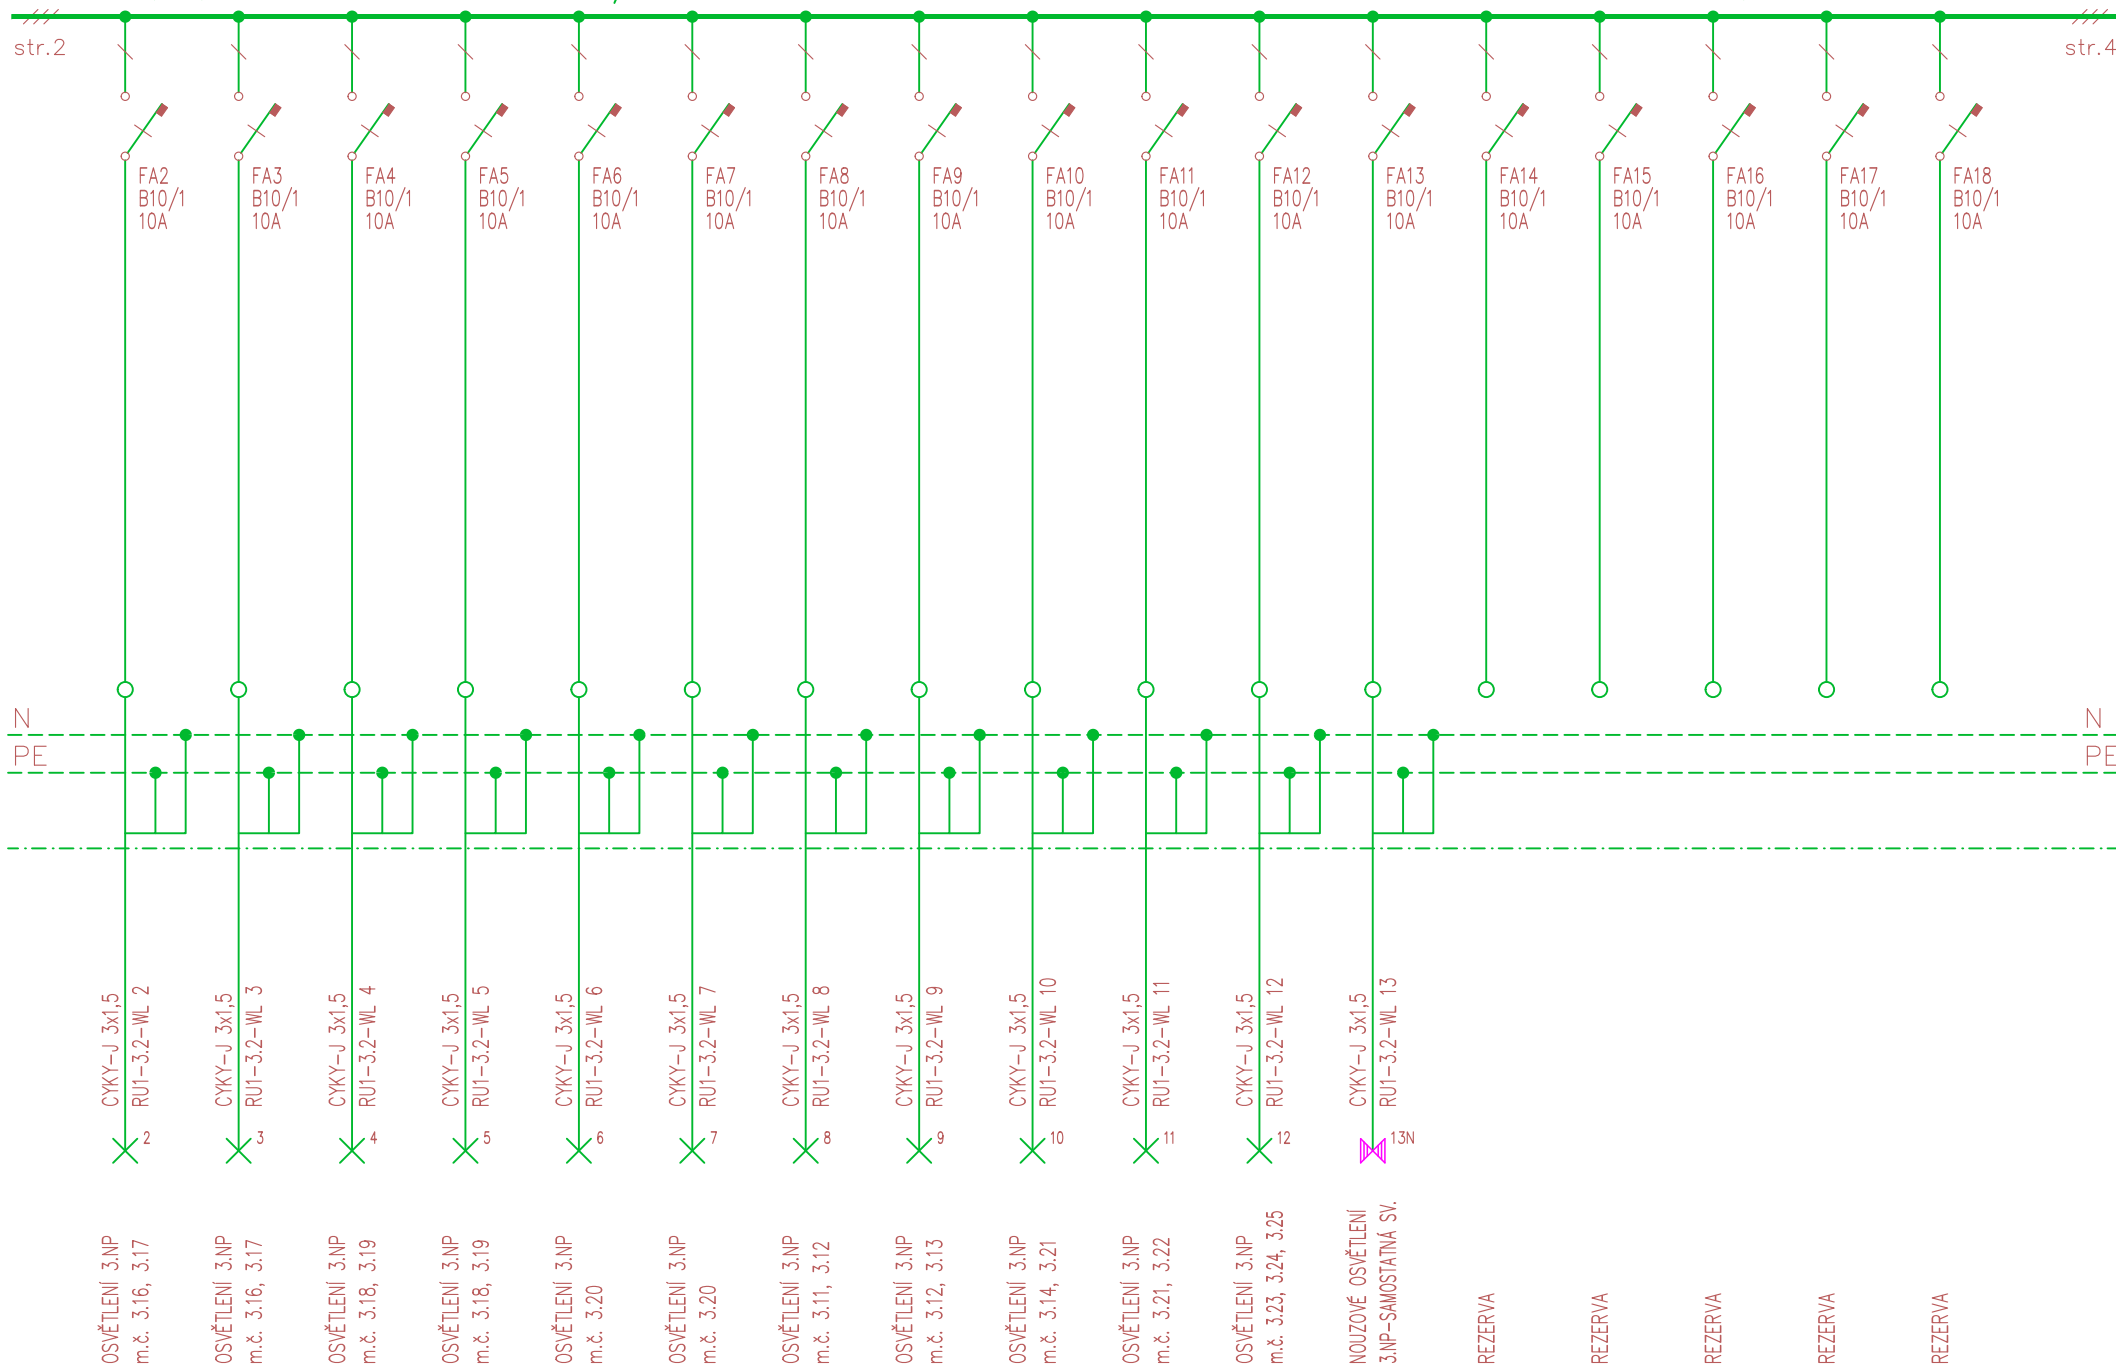 str.2
str.4
FA2
B10/1
10A
FA3
B10/1
10A
FA4
B10/1
10A
FA5
B10/1
10A
FA6
B10/1
10A
FA7
B10/1
10A
FA8
B10/1
10A
FA9
B10/1
10A
FA10
B10/1
10A
FA11
B10/1
10A
FA12
B10/1
10A
FA13
B10/1
10A
FA14
B10/1
10A
FA15
B10/1
10A
FA16
B10/1
10A
FA17
B10/1
10A
FA18
B10/1
10A
N
N
PE
PE
CYKY-J 3x1,5
RU1-3.2-WL 2
CYKY-J 3x1,5
RU1-3.2-WL 3
CYKY-J 3x1,5
RU1-3.2-WL 4
CYKY-J 3x1,5
RU1-3.2-WL 5
CYKY-J 3x1,5
RU1-3.2-WL 6
CYKY-J 3x1,5
RU1-3.2-WL 7
CYKY-J 3x1,5
RU1-3.2-WL 8
CYKY-J 3x1,5
RU1-3.2-WL 9
CYKY-J 3x1,5
RU1-3.2-WL 10
CYKY-J 3x1,5
RU1-3.2-WL 11
CYKY-J 3x1,5
RU1-3.2-WL 12
CYKY-J 3x1,5
RU1-3.2-WL 13
2
3
4
5
6
7
8
9
10
11
12
13N
OSVĚTLENÍ 3.NP
m.č. 3.16, 3.17
OSVĚTLENÍ 3.NP
m.č. 3.16, 3.17
OSVĚTLENÍ 3.NP
m.č. 3.18, 3.19
OSVĚTLENÍ 3.NP
m.č. 3.18, 3.19
OSVĚTLENÍ 3.NP
m.č. 3.20
OSVĚTLENÍ 3.NP
m.č. 3.20
OSVĚTLENÍ 3.NP
m.č. 3.11, 3.12
OSVĚTLENÍ 3.NP
m.č. 3.12, 3.13
OSVĚTLENÍ 3.NP
m.č. 3.14, 3.21
OSVĚTLENÍ 3.NP
m.č. 3.21, 3.22
OSVĚTLENÍ 3.NP
m.č. 3.23, 3.24, 3.25
NOUZOVÉ OSVĚTLENÍ
3.NP-SAMOSTATNÁ SV.
REZERVA
REZERVA
REZERVA
REZERVA
REZERVA